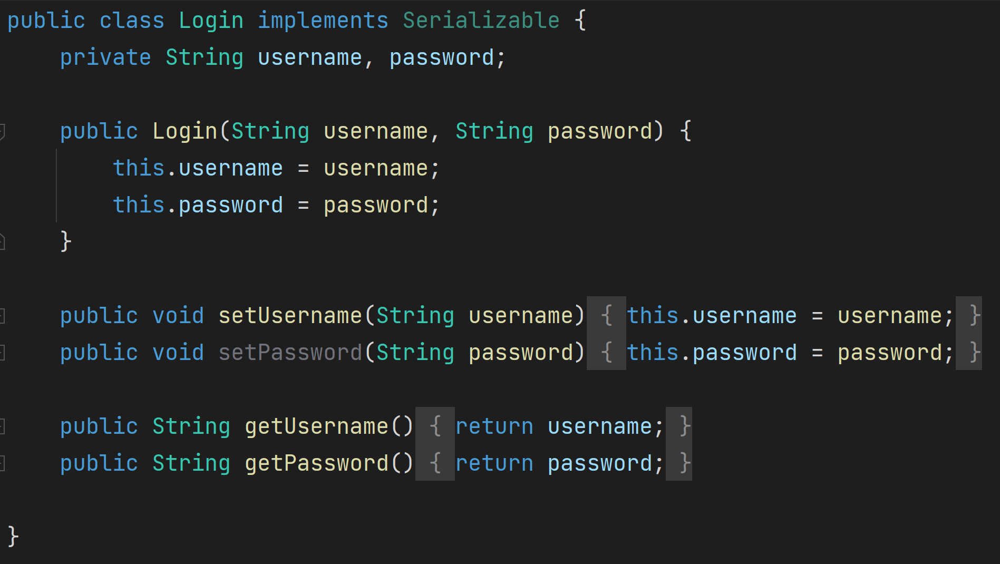 public class Login implements Serializable {
    private String username, password;

    public Login(String username, String password) {
        this.username = username;
        this.password = password;
    }

    public void setUsername(String username) { this.username = username; }
    public void setPassword(String password) { this.password = password; }

    public String getUsername() { return username; }
    public String getPassword() { return password; }

}